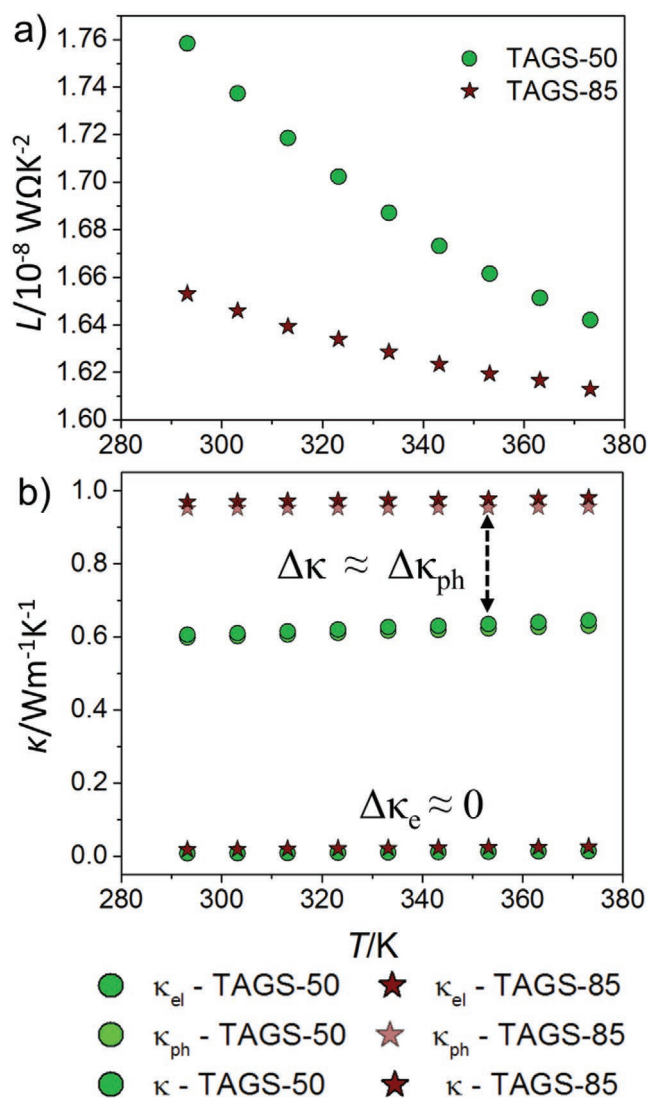 a)
1.76
1.74
1.72
1.70
1.68
1.66
1.64
1.62
1.60
L/10⁻⁸ WΩK⁻²
TAGS-50
TAGS-85
280 300 320 340 360 380
b)
1.0
0.8
0.6
0.4
0.2
0.0
κ/Wm⁻¹K⁻¹
Δκ ≈ Δκph
Δκe ≈ 0
280 300 320 340 360 380
T/K
κel - TAGS-50 κel - TAGS-85
κph - TAGS-50 κph - TAGS-85
κ - TAGS-50 κ - TAGS-85